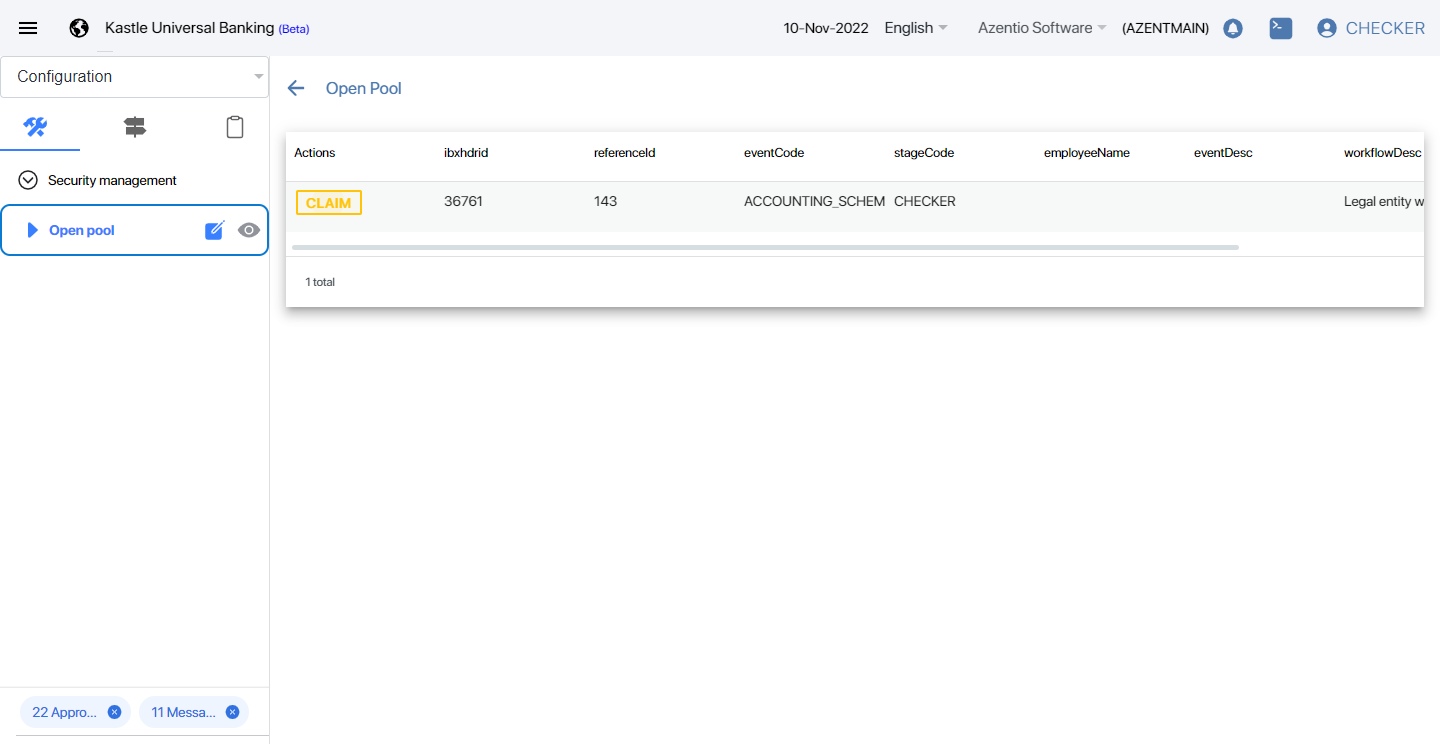 Kastle Universal Banking (Beta)
10-Nov-2022 English Azentio Software (AZENTMAIN) CHECKER
Configuration
Security management
Open pool
22 Appro... 11 Messa...
Open Pool
Actions ibxhdrid referenceId eventCode stageCode employeeName eventDesc workflowDesc
CLAIM 36761 143 ACCOUNTING_SCHEM CHECKER Legal entity w
1 total